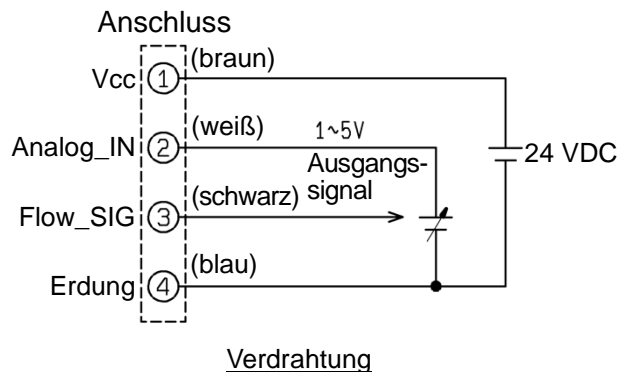 Anschluss
Vcc 1 (braun)
Analog_IN 2 (weiß) 1~5V
24 VDC
Ausgangs-
signal
Flow_SIG 3 (schwarz)
Erdung 4 (blau)
Verdrahtung